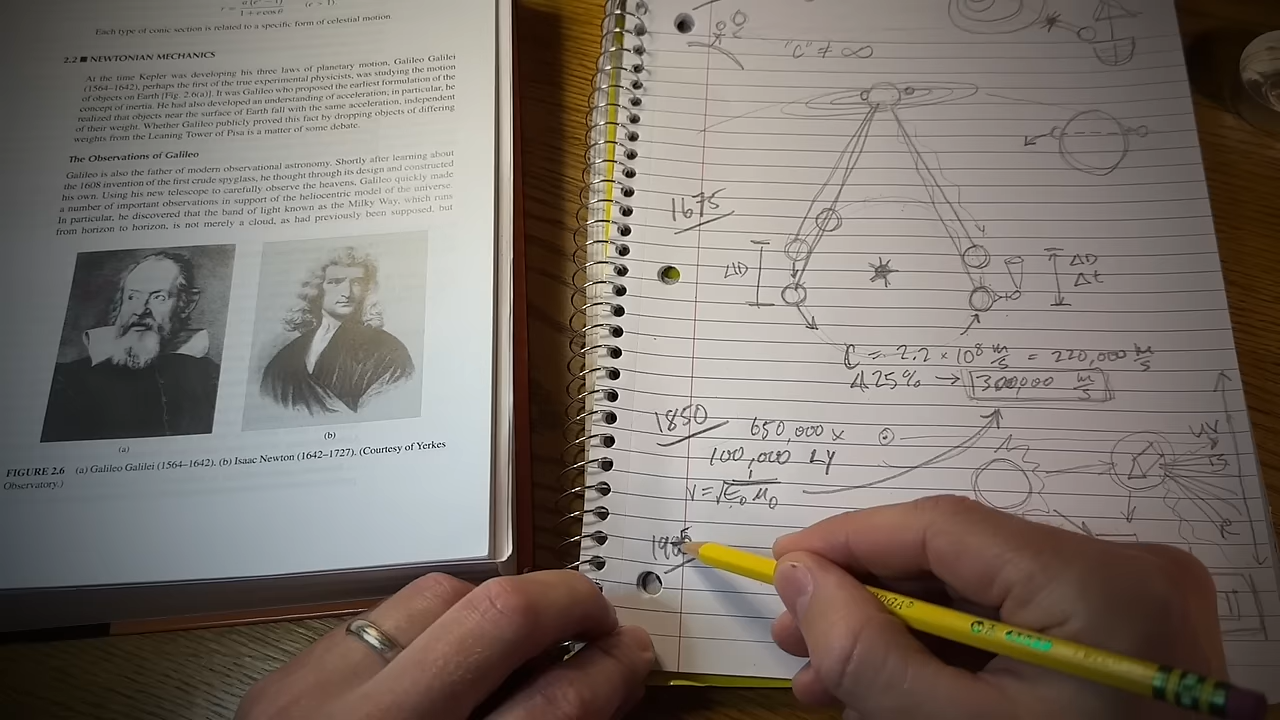 Each type of conic section is related to a specific form of celestial motion.
2.2 ■ NEWTONIAN MECHANICS
At the time Kepler was developing his three laws of planetary motion, Galileo Galilei
(1564–1642), perhaps the first of the true experimental physicists, was studying the motion
of objects on Earth [Fig. 2.6(a)]. It was Galileo who proposed the earliest formulation of the
concept of inertia. He had also developed an understanding of acceleration; in particular, he
realized that objects near the surface of Earth fall with the same acceleration, independent
of their weight. Whether Galileo publicly proved this fact by dropping objects of differing
weights from the Leaning Tower of Pisa is a matter of some debate.
The Observations of Galileo
Galileo is also the father of modern observational astronomy. Shortly after learning about
the 1608 invention of the first crude spyglass, he thought through its design and constructed
his own. Using his new telescope to carefully observe the heavens, Galileo quickly made
a number of important observations in support of the heliocentric model of the universe.
In particular, he discovered that the band of light known as the Milky Way, which runs
from horizon to horizon, is not merely a cloud, as had previously been supposed, but
(a)
(b)
FIGURE 2.6 (a) Galileo Galilei (1564–1642). (b) Isaac Newton (1642–1727). (Courtesy of Yerkes
Observatory.)
"C" ≠ ∞
1675
ΔD
ΔD
Δt
C = 2.2 × 10⁸ m/s = 220,000 m/s
Δ 25% → 300,000 m/s
1850
650,000 x
100,000 LY
V = 1/√ε₀μ₀
UV
1905